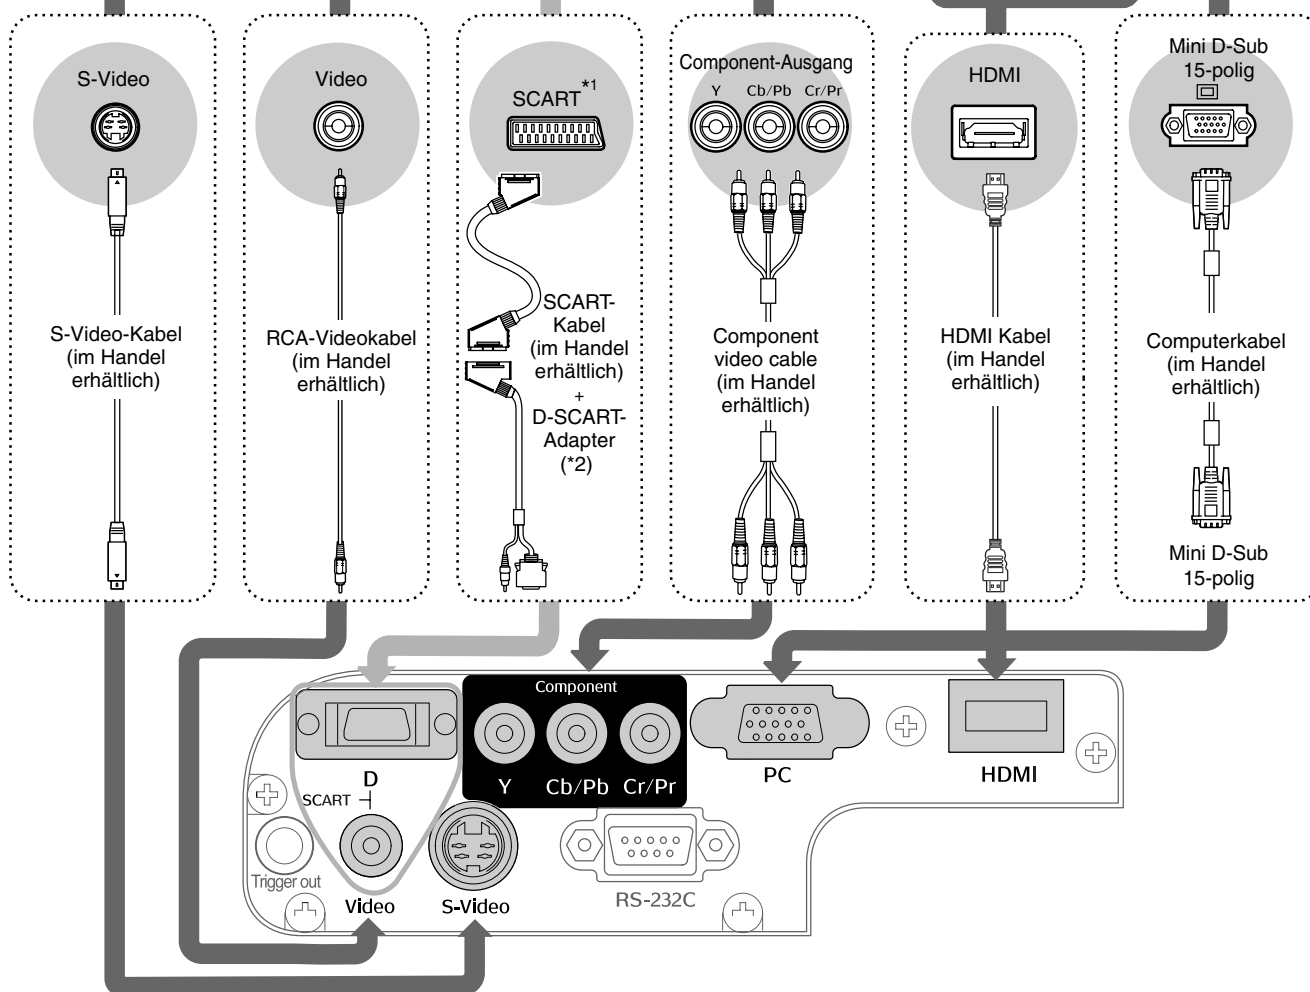 S-Video
Video
SCART*1
Component-Ausgang
Y Cb/Pb Cr/Pr
HDMI
Mini D-Sub
15-polig
S-Video-Kabel
(im Handel
erhältlich)
RCA-Videokabel
(im Handel
erhältlich)
SCART-
Kabel
(im Handel
erhältlich)
+
D-SCART-
Adapter
(*2)
Component
video cable
(im Handel
erhältlich)
HDMI Kabel
(im Handel
erhältlich)
Computerkabel
(im Handel
erhältlich)
Mini D-Sub
15-polig
Component
Y Cb/Pb Cr/Pr
PC
HDMI
D
SCART
Trigger out
Video
S-Video
RS-232C